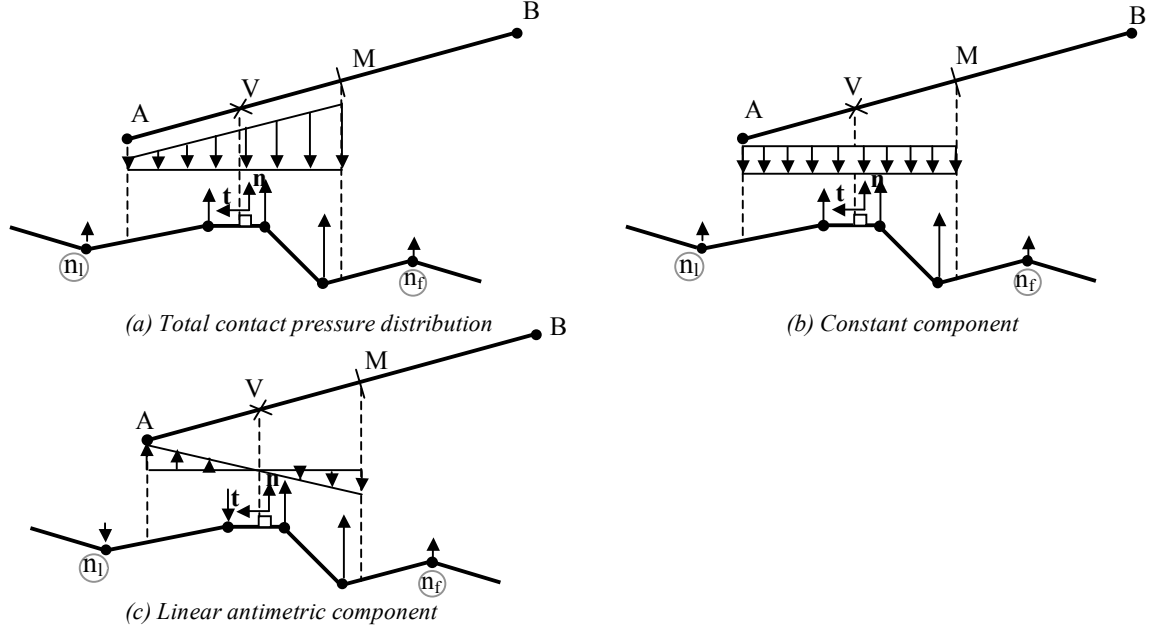 B
M
V
A
n
t
n_l
n_f
(a) Total contact pressure distribution
B
M
V
A
n
t
n_l
n_f
(b) Constant component
B
M
V
A
n
t
n_l
n_f
(c) Linear antimetric component